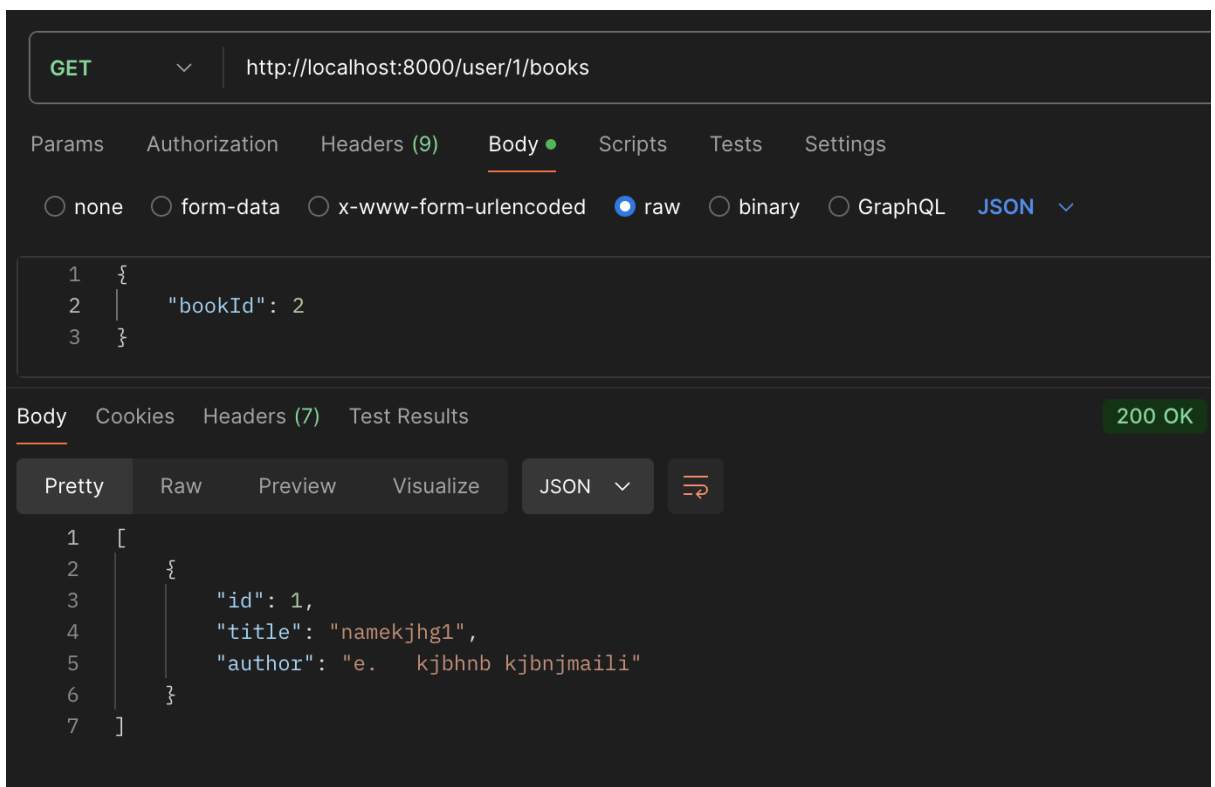 GET http://localhost:8000/user/1/books
Params Authorization Headers (9) Body Scripts Tests Settings
none form-data x-www-form-urlencoded raw binary GraphQL JSON
1 {
2 "bookId": 2
3 }
Body Cookies Headers (7) Test Results 200 OK
Pretty Raw Preview Visualize JSON
1 [
2 {
3 "id": 1,
4 "title": "namekjhg1",
5 "author": "e.   kjbhnb kjbnjmaili"
6 }
7 ]